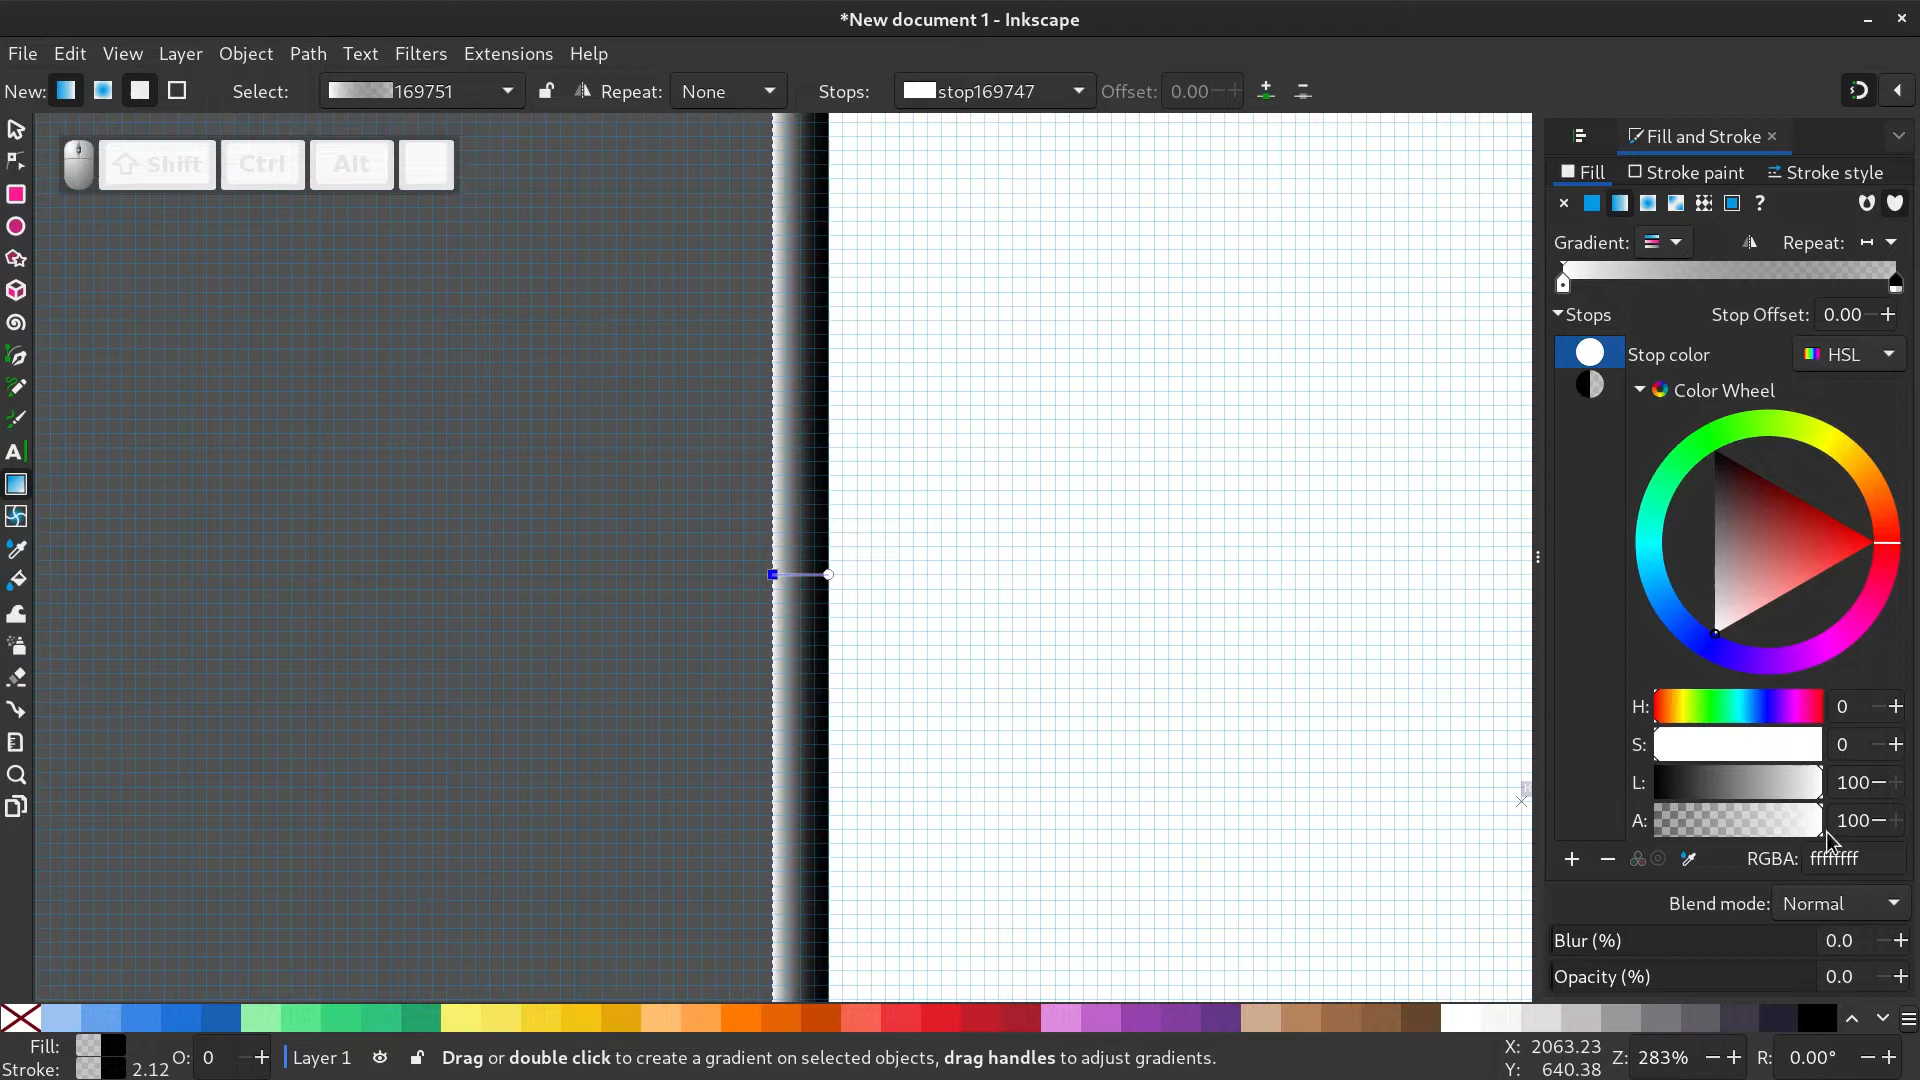 *New document 1 - Inkscape
File Edit View Layer Object Path Text Filters Extensions Help
New: Select: 169751 Repeat: None Stops: stop169747 Offset: 0.00
Shift Ctrl Alt
Fill and Stroke
Fill Stroke paint Stroke style
?
Gradient: Repeat:
Stops Stop Offset: 0.00
Stop color HSL
Color Wheel
H: 0
S: 0
L: 100
A: 100
RGBA: ffffffff
Blend mode: Normal
Blur (%) 0.0
Opacity (%) 0.0
Fill: O: 0 Layer 1 Drag or double click to create a gradient on selected objects, drag handles to adjust gradients. X: 2063.23 Z: 283% R: 0.00°
Stroke: 2.12 Y: 640.38